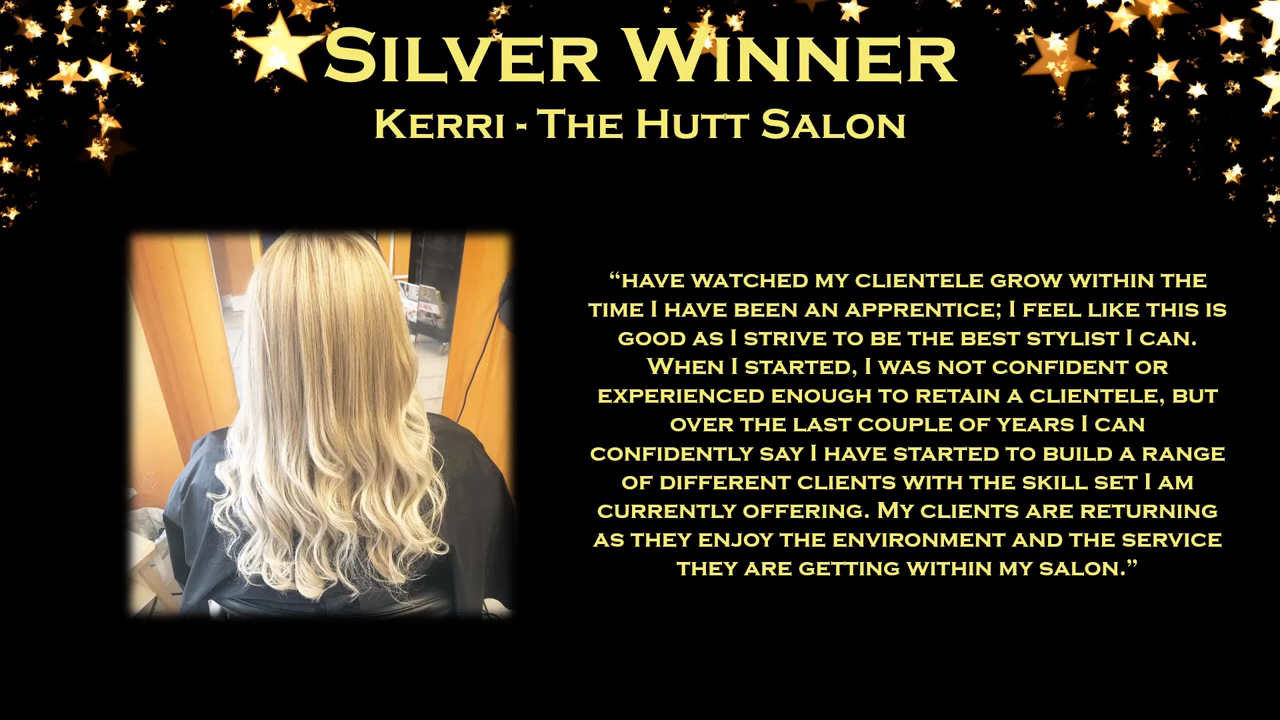 Silver Winner
Kerri - The Hutt Salon
“have watched my clientele grow within the
time I have been an apprentice; I feel like this is
good as I strive to be the best stylist I can.
When I started, I was not confident or
experienced enough to retain a clientele, but
over the last couple of years I can
confidently say I have started to build a range
of different clients with the skill set I am
currently offering. My clients are returning
as they enjoy the environment and the service
they are getting within my salon.”